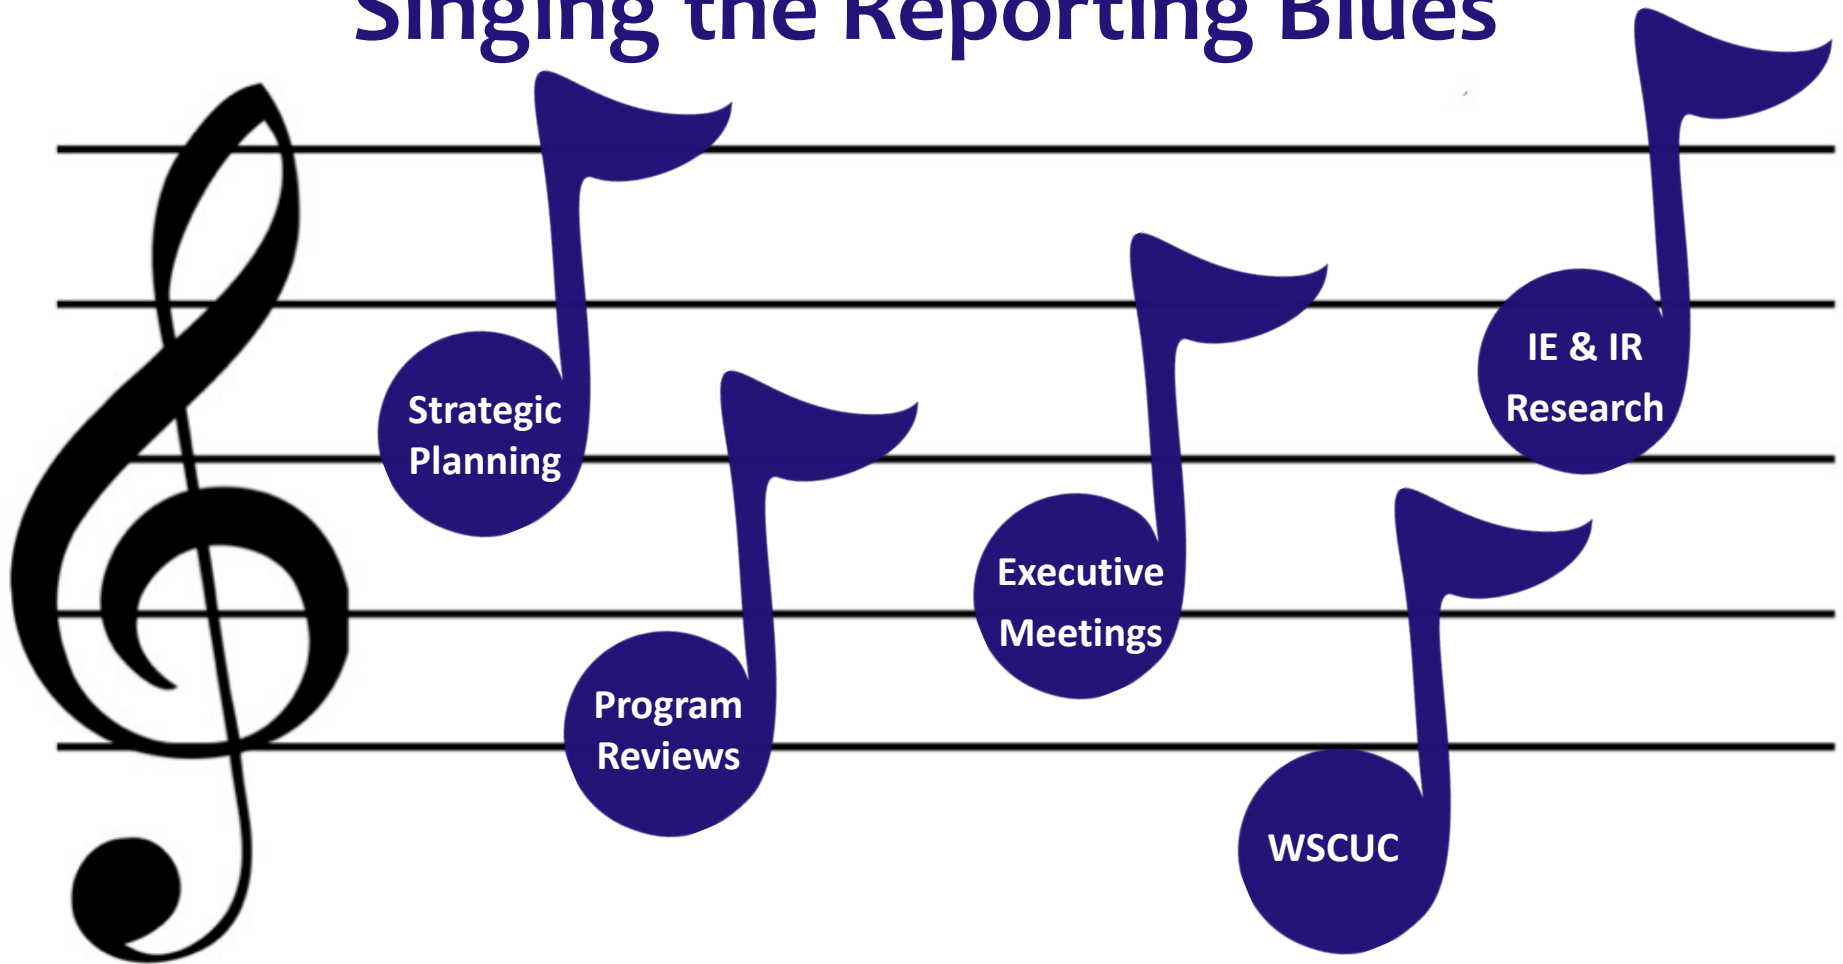 Singing the Reporting Blues
Strategic
Planning
Program
Reviews
Executive
Meetings
WSCUC
IE & IR
Research